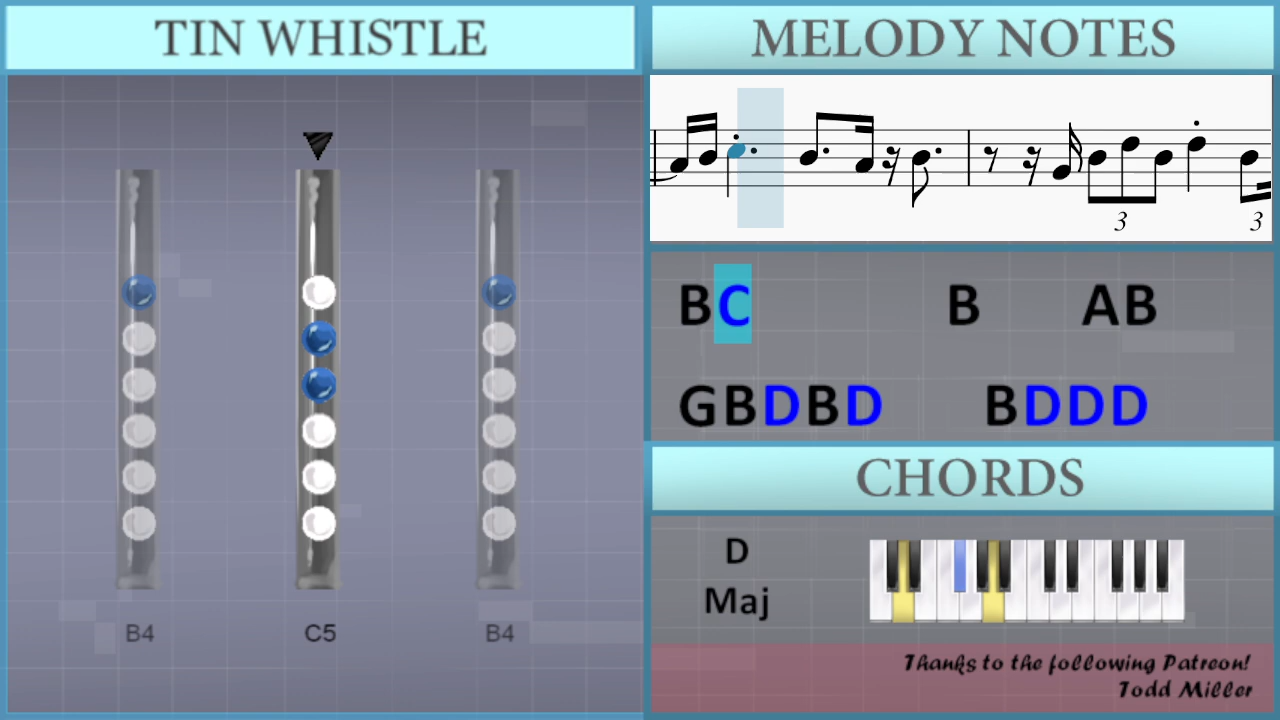 TIN WHISTLE
B4 C5 B4
MELODY NOTES
3 3
BC B AB
GBDBD BDDD
CHORDS
D
Maj
Thanks to the following Patreon!
Todd Miller